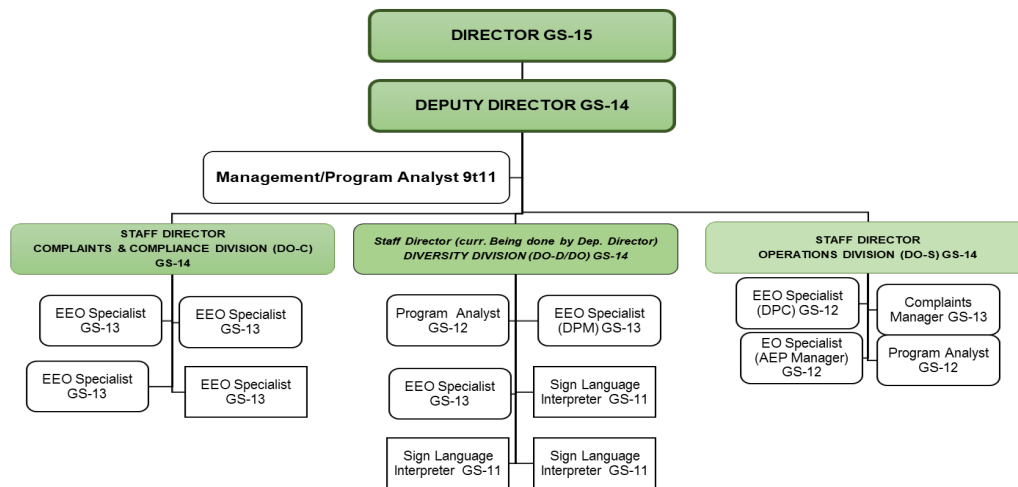 DIRECTOR GS-15
DEPUTY DIRECTOR GS-14
Management/Program Analyst 9t11
STAFF DIRECTOR
COMPLAINTS & COMPLIANCE DIVISION (DO-C)
GS-14
Staff Director (curr. Being done by Dep. Director)
DIVERSITY DIVISION (DO-D/DO) GS-14
STAFF DIRECTOR
OPERATIONS DIVISION (DO-S) GS-14
EEO Specialist
GS-13
EEO Specialist
GS-13
EEO Specialist
GS-13
EEO Specialist
GS-13
Program Analyst
GS-12
EEO Specialist
(DPM) GS-13
EEO Specialist
GS-13
Sign Language
Interpreter GS-11
Sign Language
Interpreter GS-11
Sign Language
Interpreter GS-11
EEO Specialist
(DPC) GS-12
Complaints
Manager GS-13
EO Specialist
(AEP Manager)
GS-12
Program Analyst
GS-12